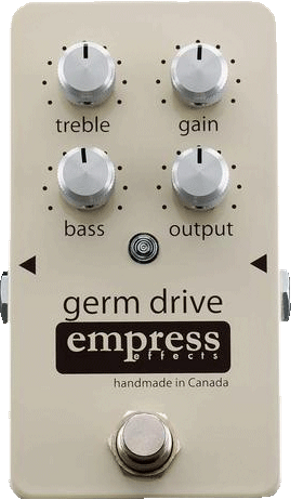 treble gain
bass output
germ drive
empress
effects
handmade in Canada